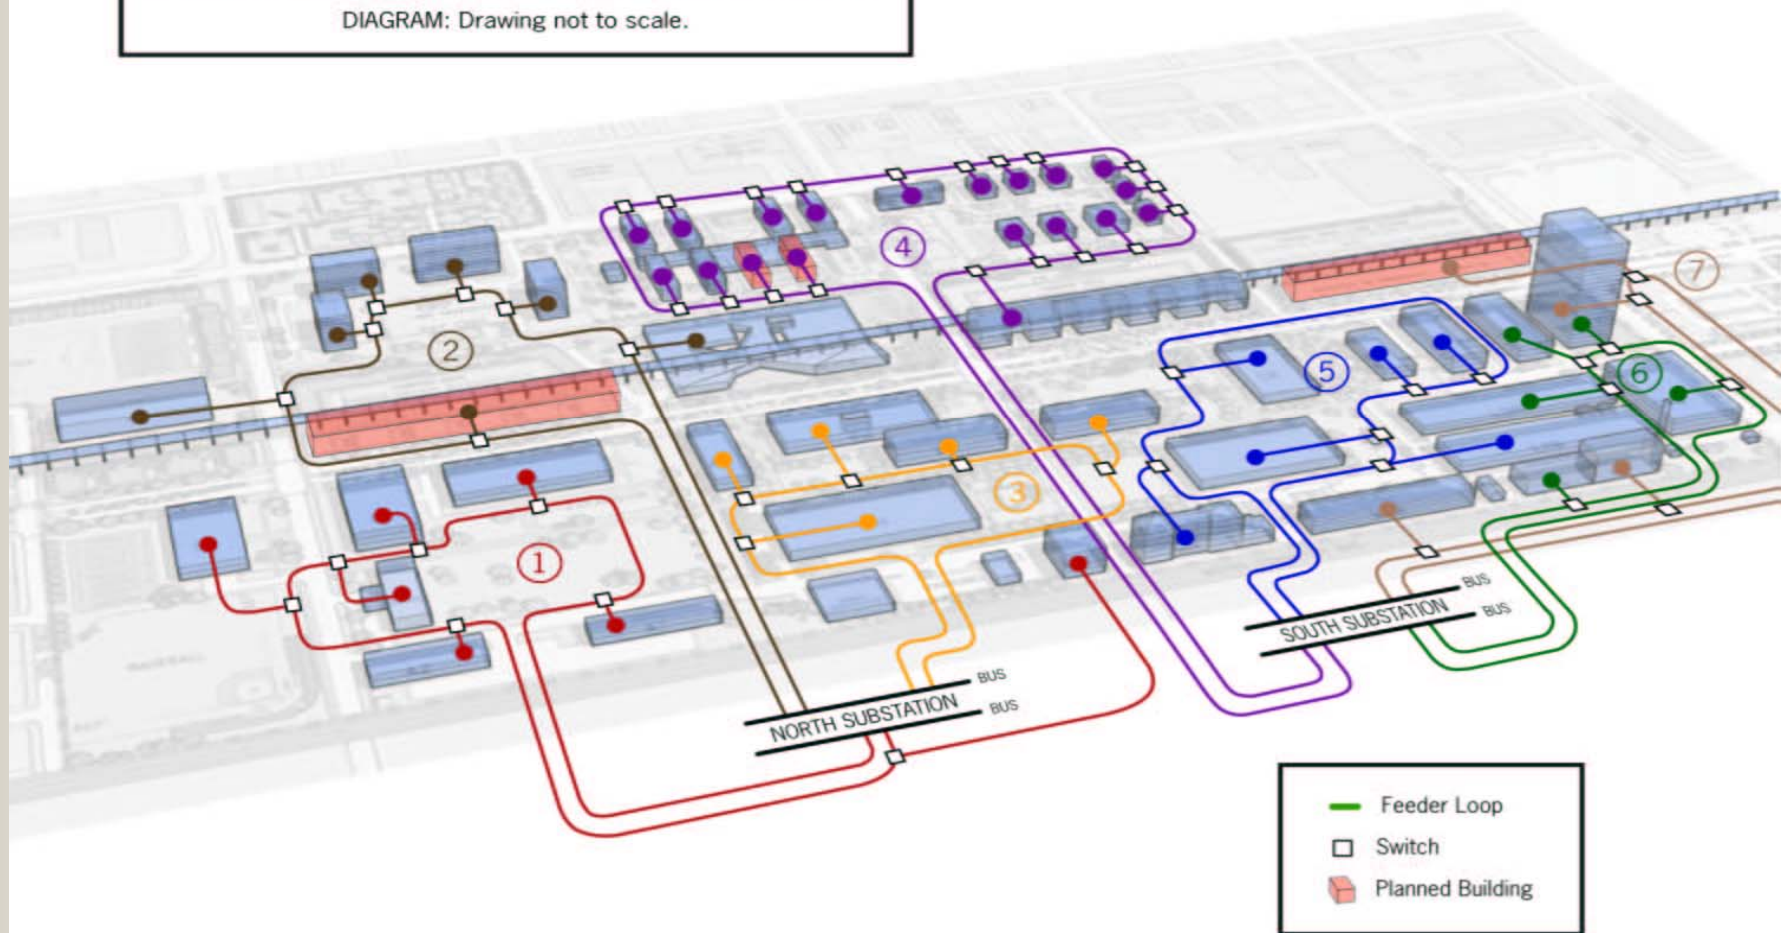 DIAGRAM: Drawing not to scale.
4
7
2
5
6
3
1
BUS
SOUTH SUBSTATION
BUS
BUS
NORTH SUBSTATION
BUS
Feeder Loop
Switch
Planned Building